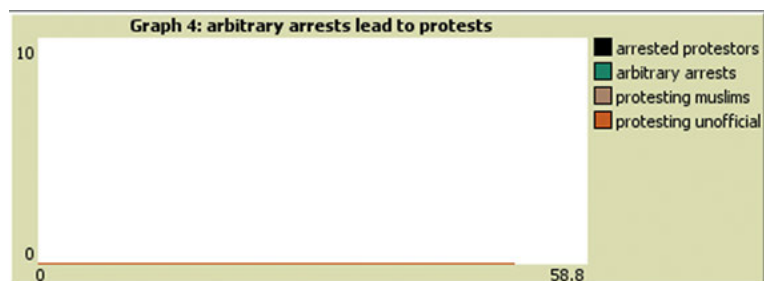 Graph 4: arbitrary arrests lead to protests
10
0
0 58.8
arrested protestors
arbitrary arrests
protesting muslims
protesting unofficial